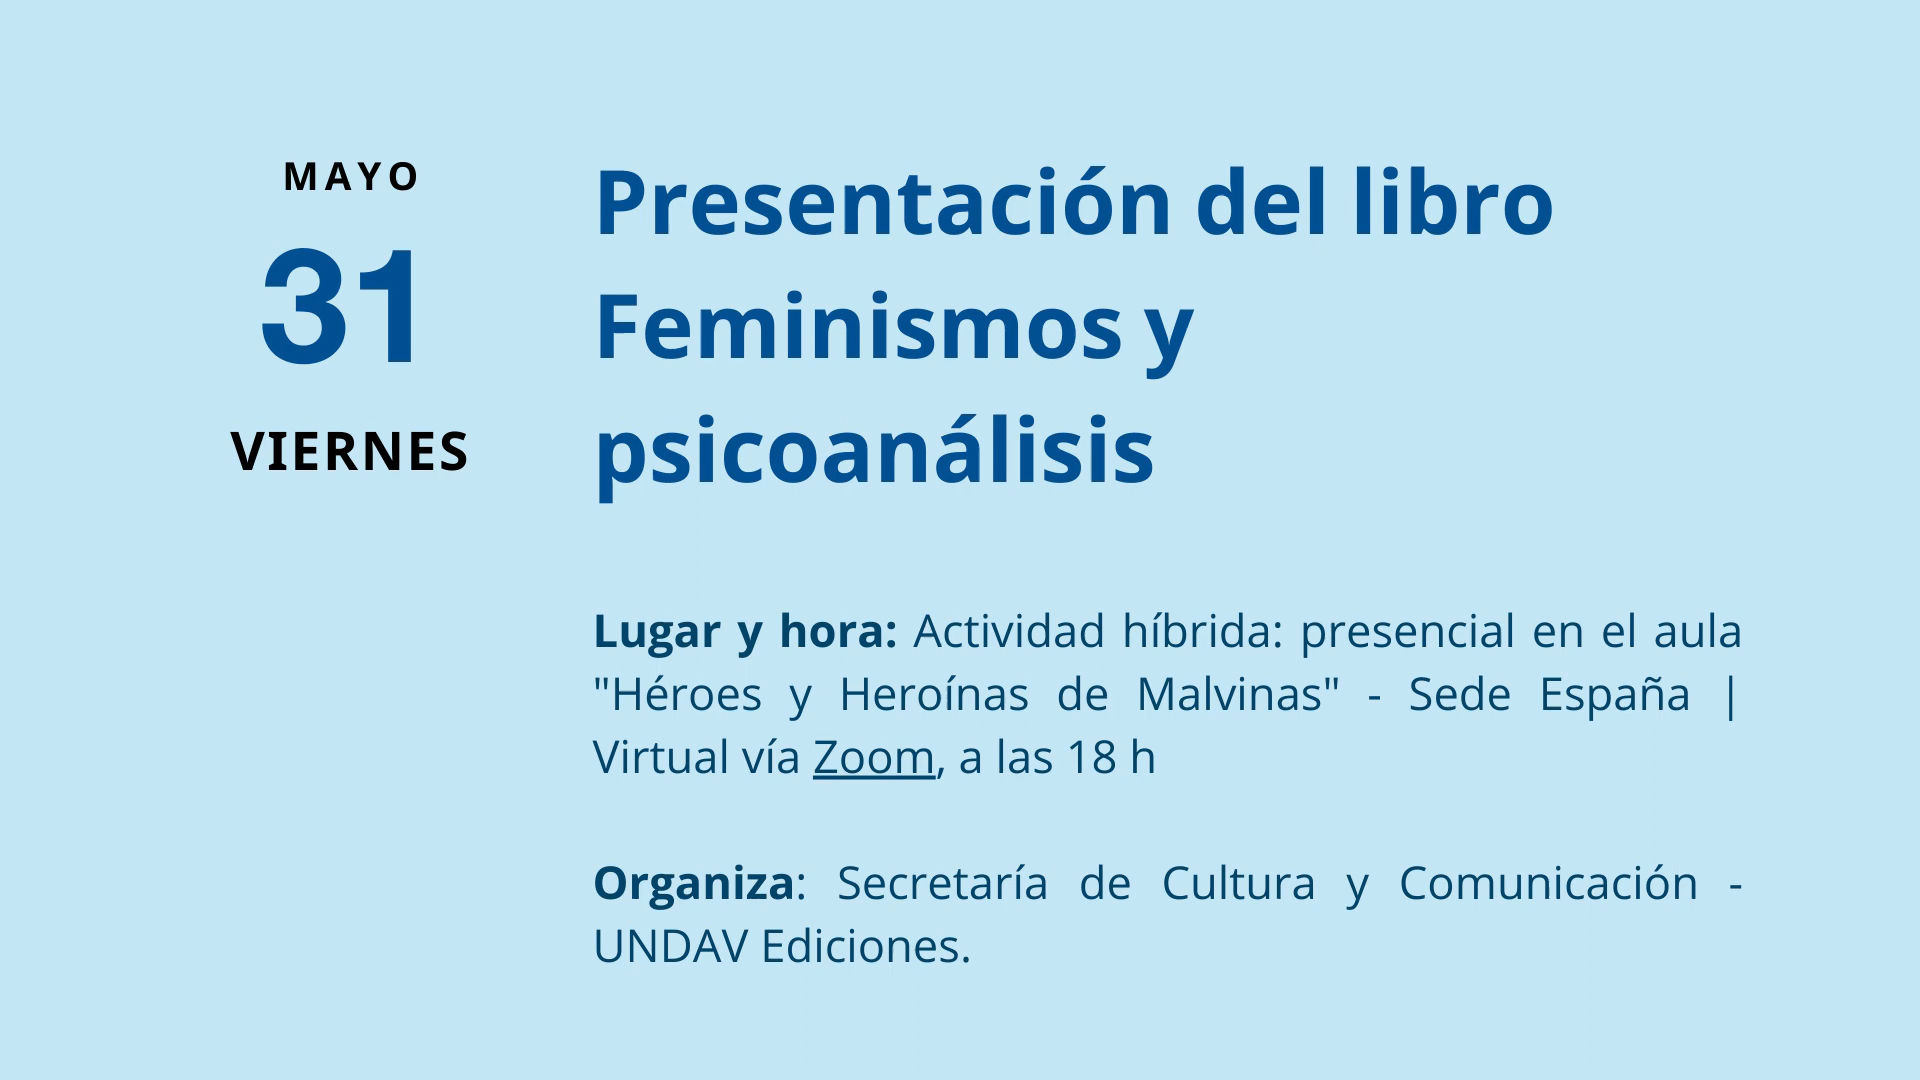 MAYO
31
VIERNES
Presentación del libro
Feminismos y
psicoanálisis
Lugar y hora: Actividad híbrida: presencial en el aula
"Héroes y Heroínas de Malvinas" - Sede España |
Virtual vía Zoom, a las 18 h
Organiza: Secretaría de Cultura y Comunicación -
UNDAV Ediciones.